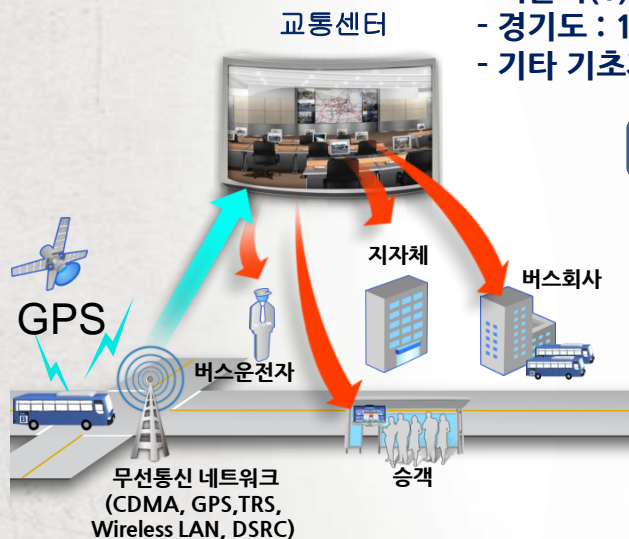 교통센터
- 경기도 : 1
- 기타 기초
지자체
버스회사
GPS
버스운전자
무선통신 네트워크
(CDMA, GPS,TRS,
Wireless LAN, DSRC)
승객